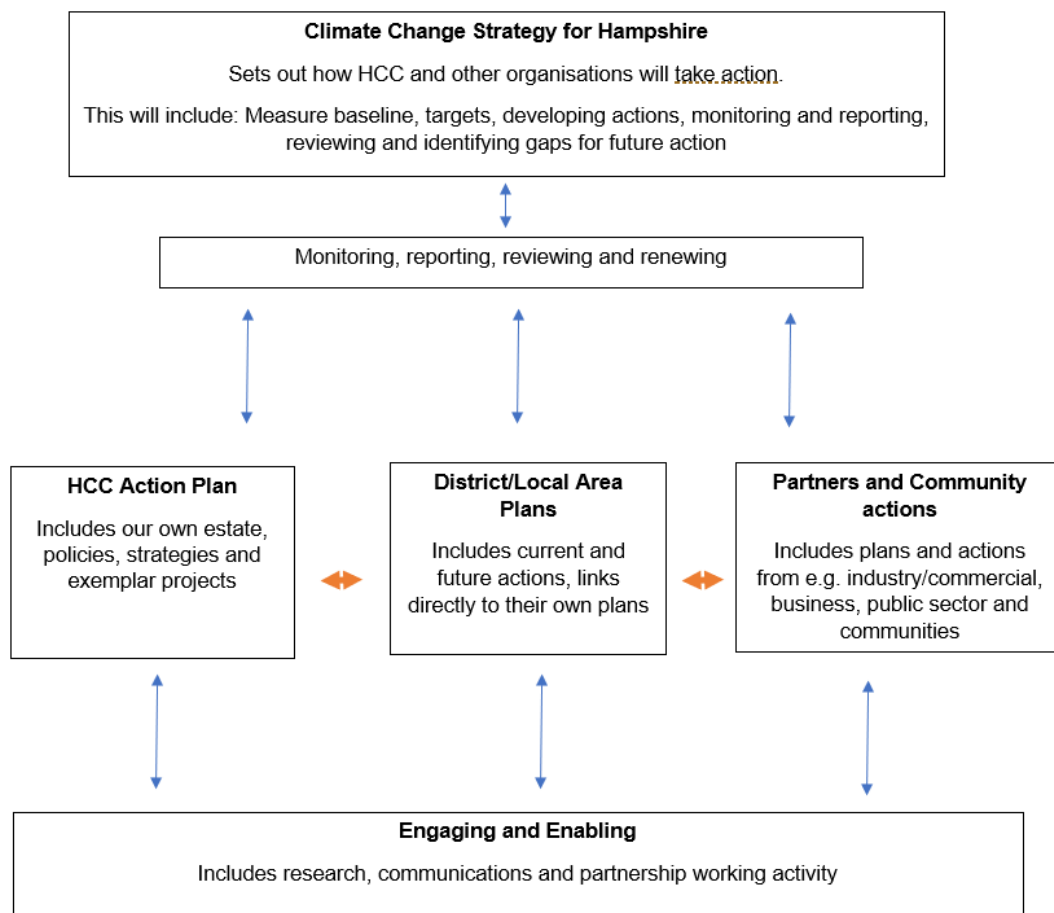 Climate Change Strategy for Hampshire
Sets out how HCC and other organisations will take action.
This will include: Measure baseline, targets, developing actions, monitoring and reporting,
reviewing and identifying gaps for future action
Monitoring, reporting, reviewing and renewing
HCC Action Plan
Includes our own estate,
policies, strategies and
exemplar projects
District/Local Area
Plans
Includes current and
future actions, links
directly to their own plans
Partners and Community
actions
Includes plans and actions
from e.g. industry/commercial,
business, public sector and
communities
Engaging and Enabling
Includes research, communications and partnership working activity